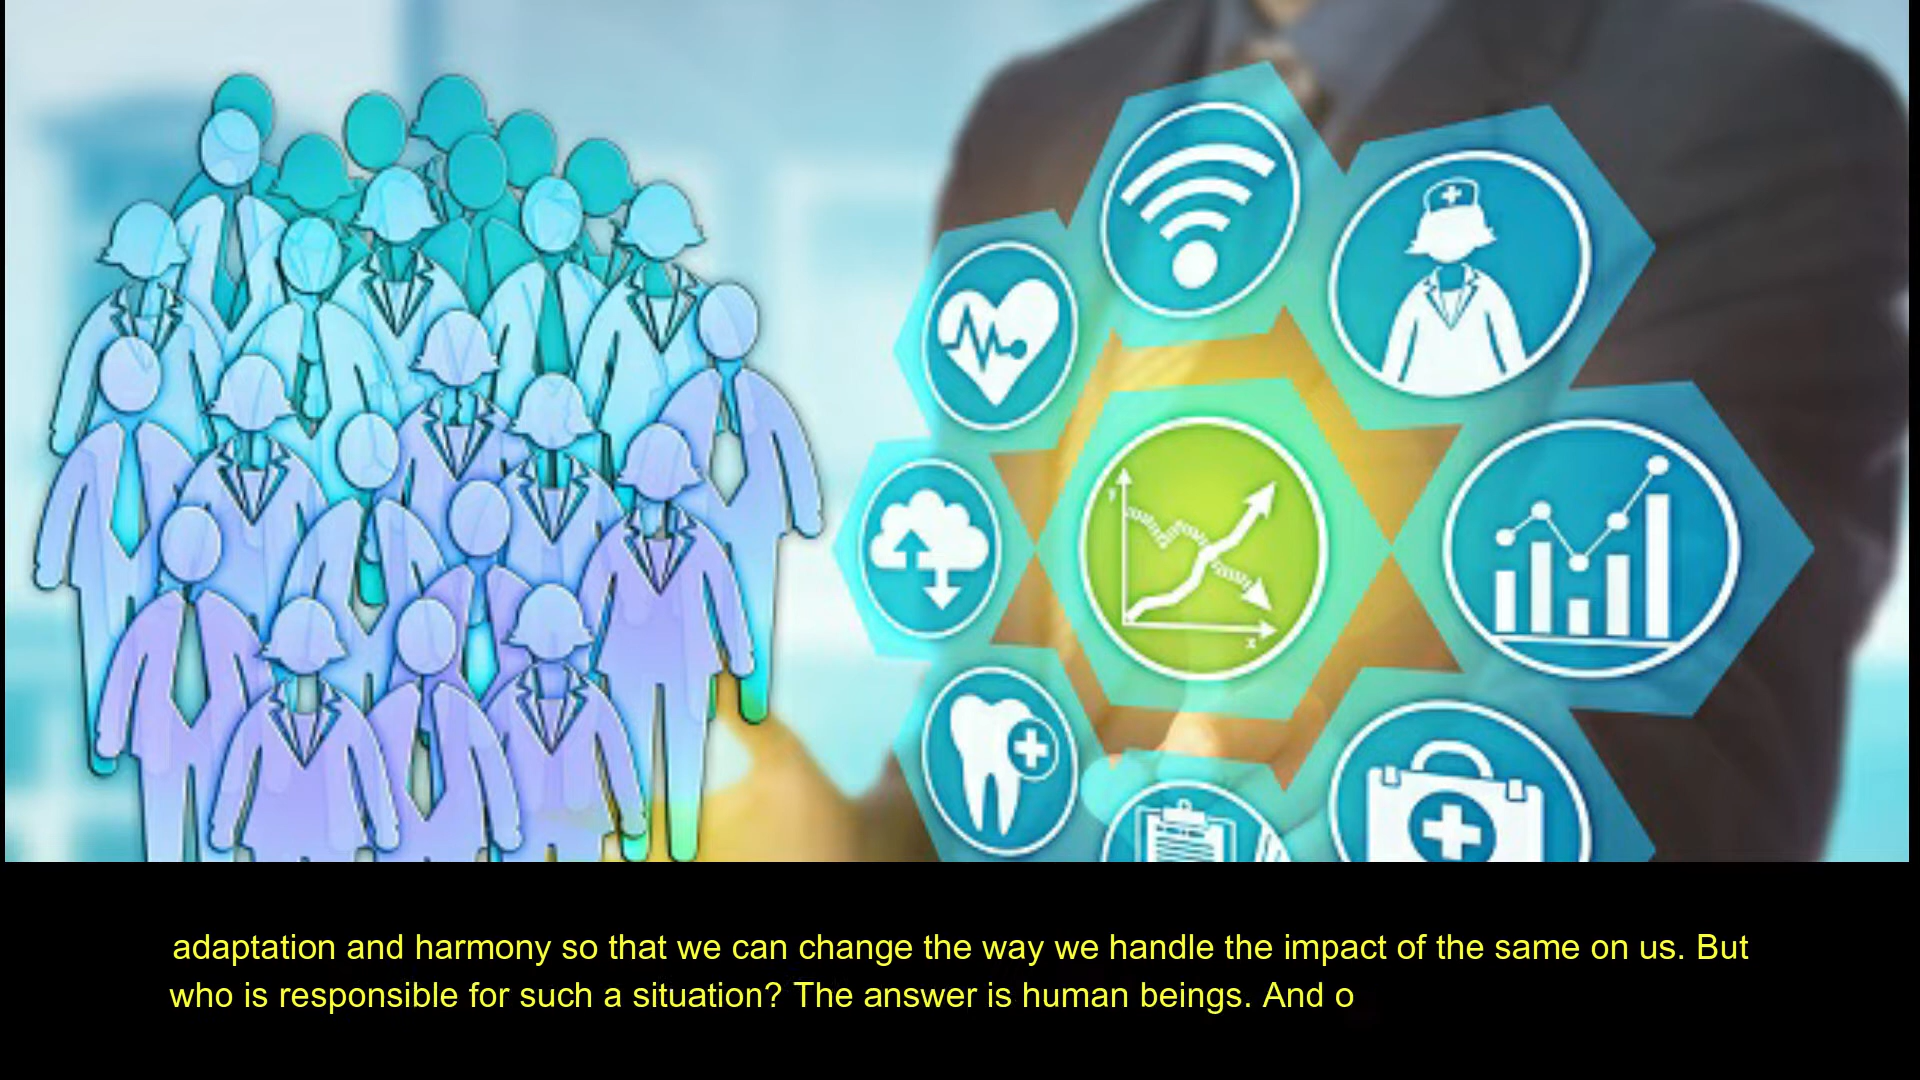 y
x
adaptation and harmony so that we can change the way we handle the impact of the same on us. But
who is responsible for such a situation? The answer is human beings. And o